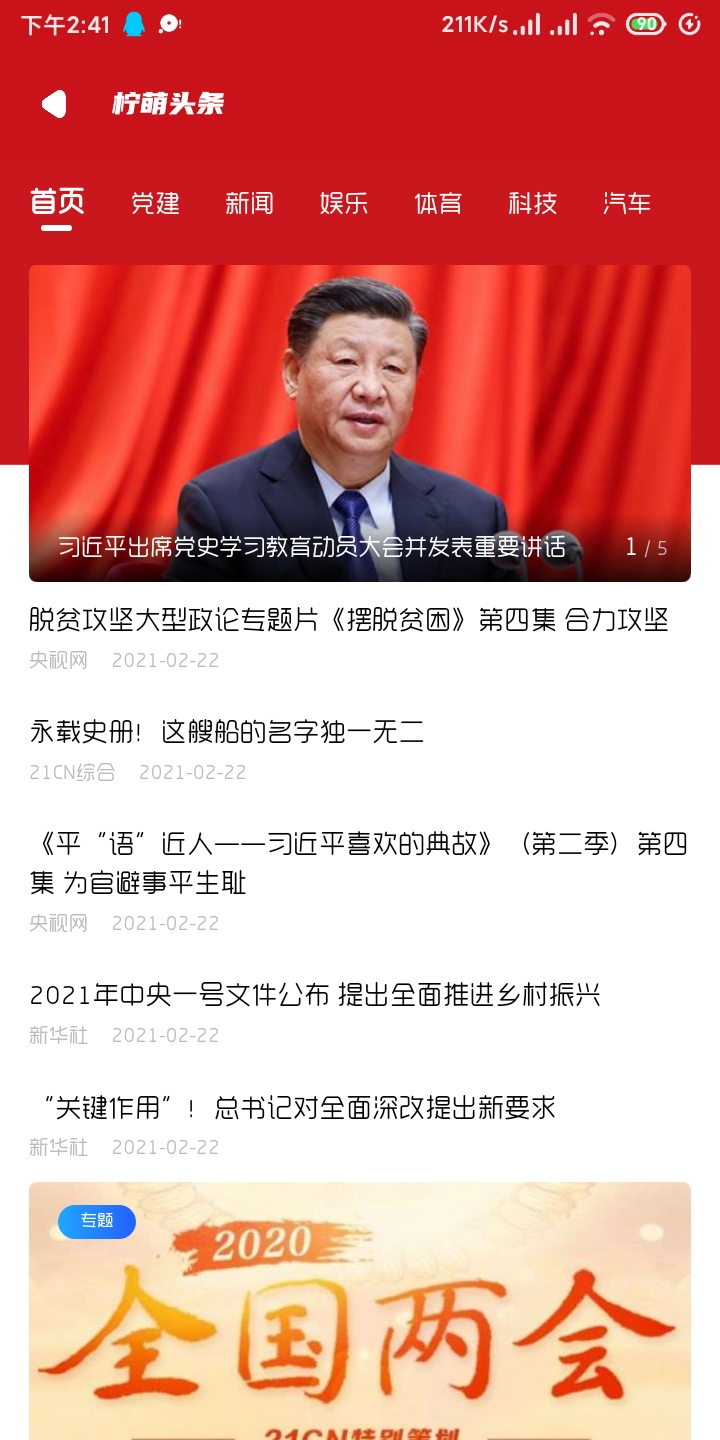 下午2:41
211K/s
90
柠萌头条
首页 党建 新闻 娱乐 体育 科技 汽车
习近平出席党史学习教育动员大会并发表重要讲话 1 / 5
脱贫攻坚大型政论专题片《摆脱贫困》第四集 合力攻坚
央视网 2021-02-22
永载史册！这艘船的名字独一无二
21CN综合 2021-02-22
《平“语”近人——习近平喜欢的典故》（第二季）第四
集 为官避事平生耻
央视网 2021-02-22
2021年中央一号文件公布 提出全面推进乡村振兴
新华社 2021-02-22
“关键作用”！总书记对全面深改提出新要求
新华社 2021-02-22
专题
2020
全国两会
21CN特别策划